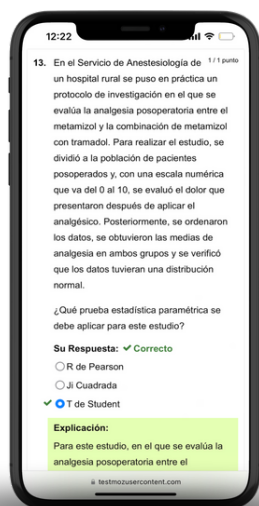 12:22
13. En el Servicio de Anestesiología de 1 / 1 punto
un hospital rural se puso en práctica un
protocolo de investigación en el que se
evalúa la analgesia posoperatoria entre el
metamizol y la combinación de metamizol
con tramadol. Para realizar el estudio, se
dividió a la población de pacientes
posoperados y, con una escala numérica
que va del 0 al 10, se evaluó el dolor que
presentaron después de aplicar el
analgésico. Posteriormente, se ordenaron
los datos, se obtuvieron las medias de
analgesia en ambos grupos y se verificó
que los datos tuvieran una distribución
normal.
¿Qué prueba estadística paramétrica se
debe aplicar para este estudio?
Su Respuesta: ✔ Correcto
R de Pearson
Ji Cuadrada
T de Student
Explicación:
Para este estudio, en el que se evalúa la
analgesia posoperatoria entre el
testmozusercontent.com